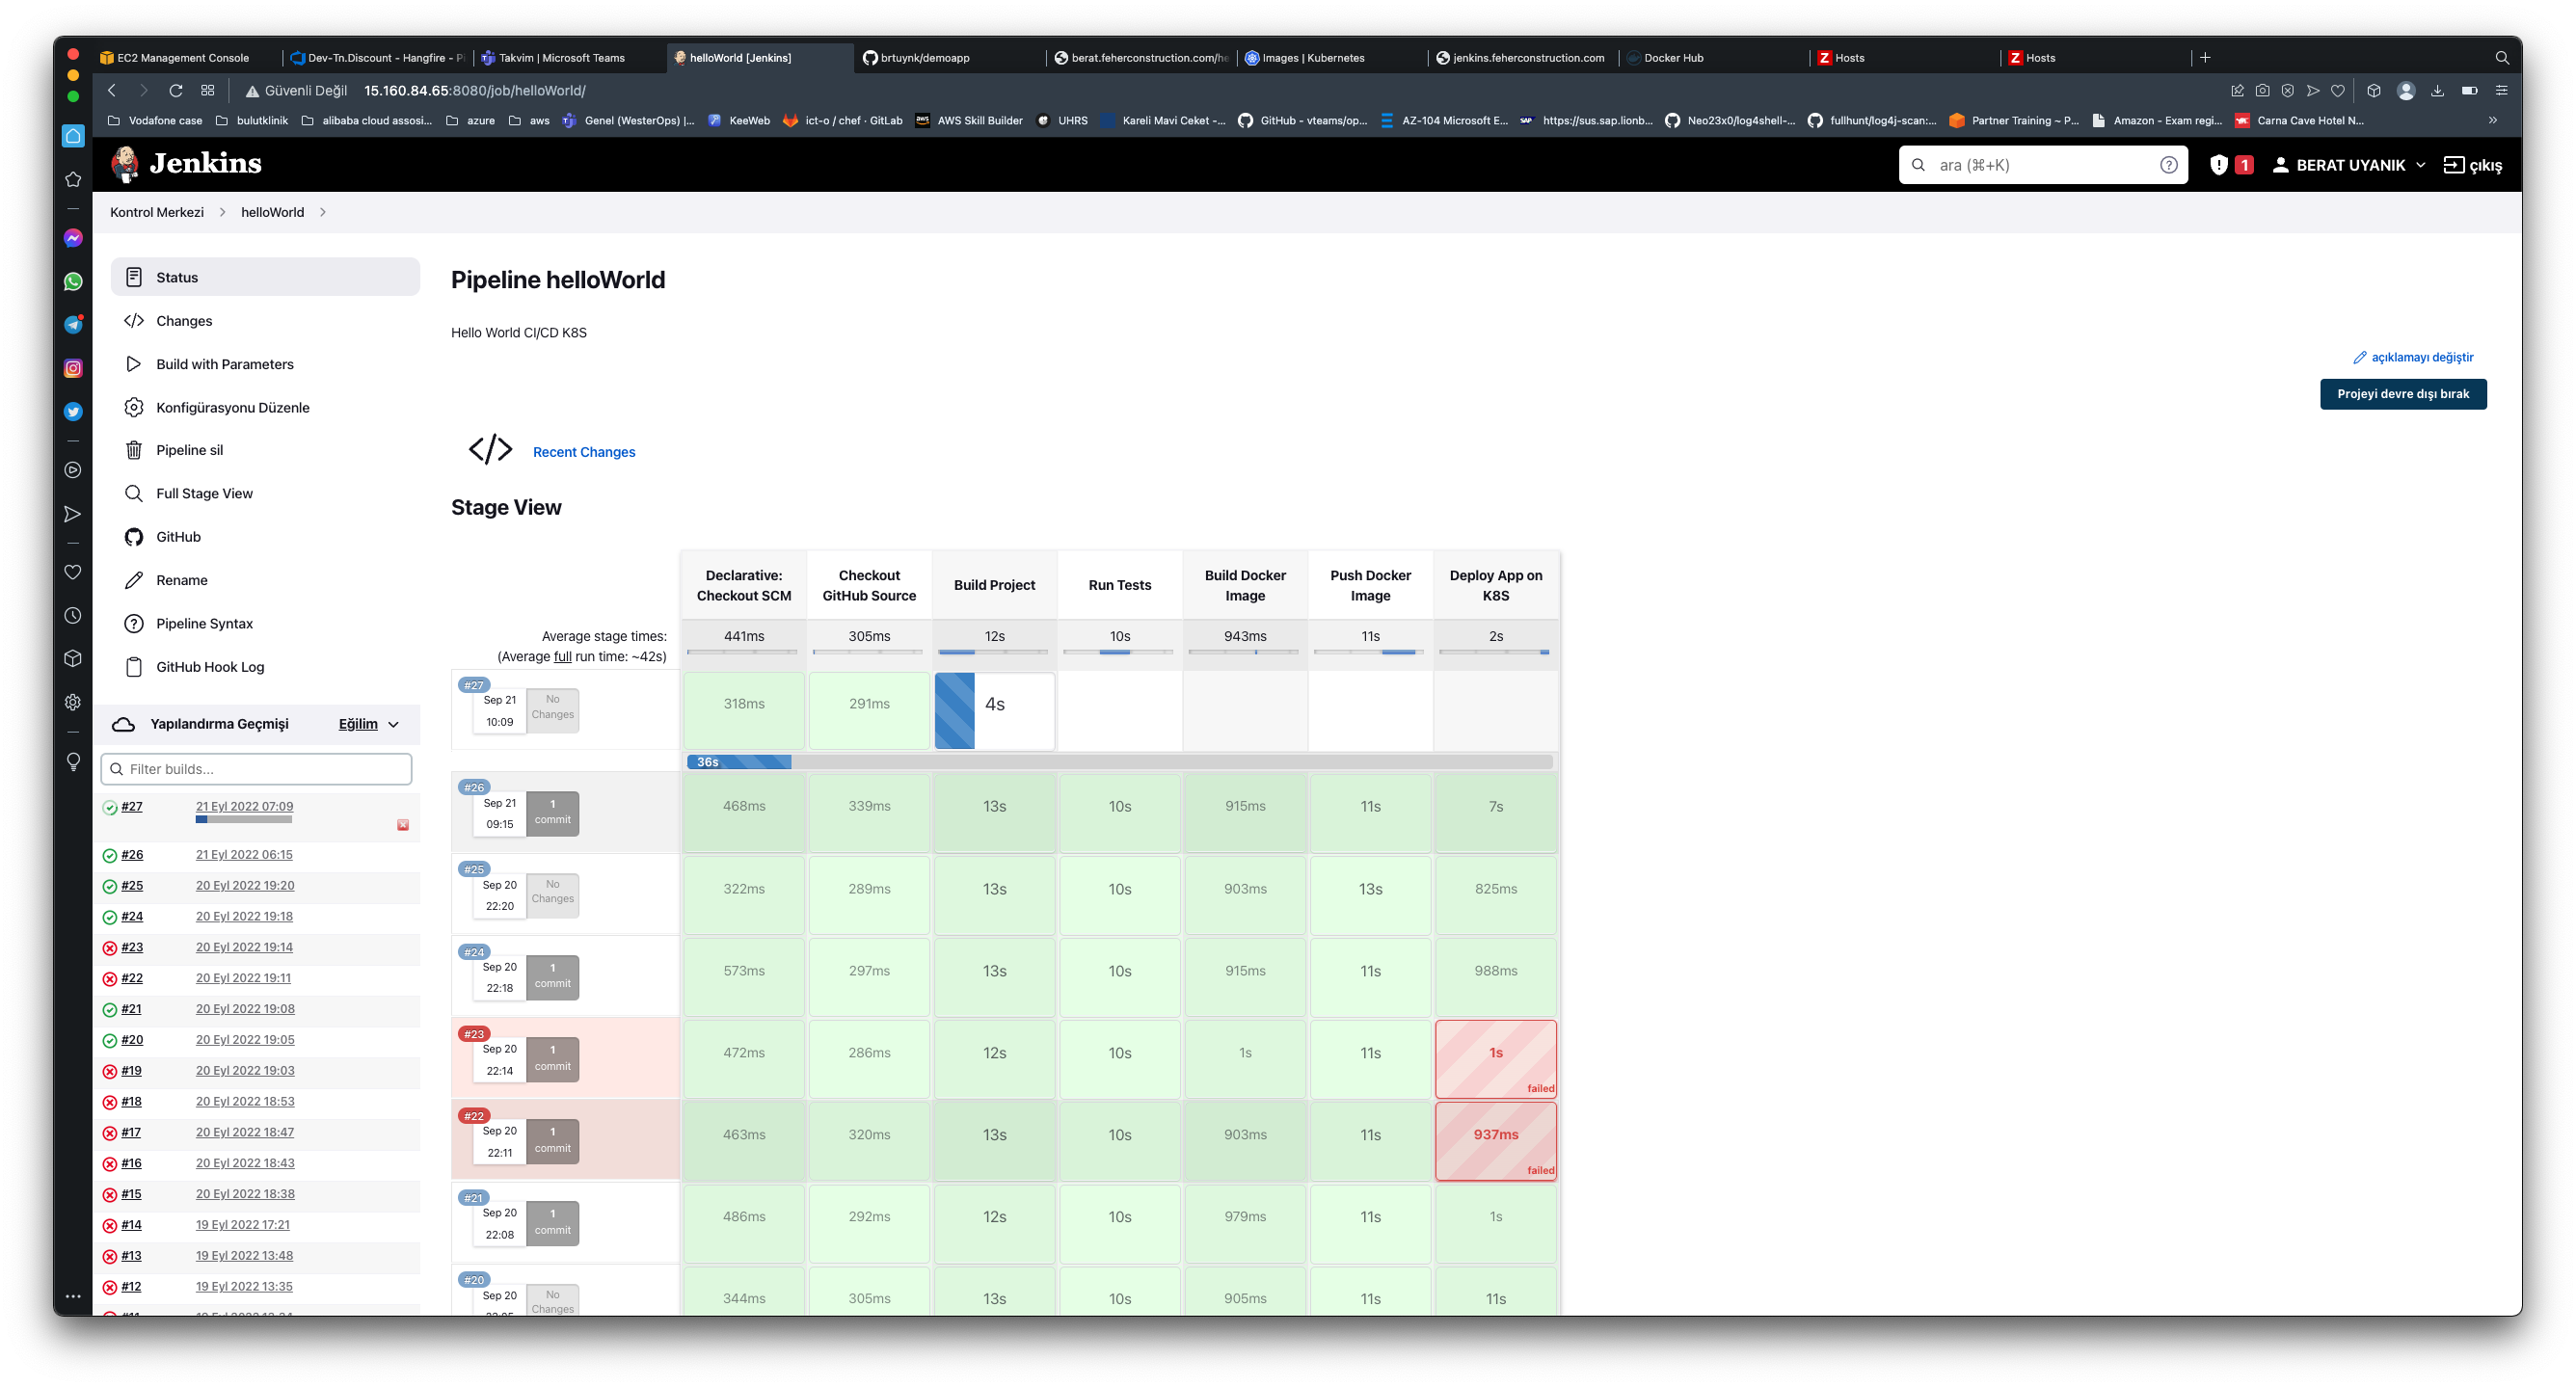 EC2 Management Console
Dev-Tn.Discount - Hangfire - Pi
Takvim | Microsoft Teams
helloWorld [Jenkins]
brtuynk/demoapp
berat.feherconstruction.com/he
Images | Kubernetes
jenkins.feherconstruction.com
Docker Hub
Z Hosts
Z Hosts
Güvenli Değil 15.160.84.65:8080/job/helloWorld/
Vodafone case
bulutklinik
alibaba cloud assosi...
azure
aws
Genel (WesterOps) |...
KeeWeb
ict-o / chef · GitLab
AWS Skill Builder
UHRS
Kareli Mavi Ceket -...
GitHub - vteams/op...
AZ-104 Microsoft E...
https://sus.sap.lionb...
Neo23x0/log4shell-...
fullhunt/log4j-scan:...
Partner Training ~ P...
Amazon - Exam regi...
Carna Cave Hotel N...
Jenkins
ara (⌘+K)
1
BERAT UYANIK
çıkış
Kontrol Merkezi > helloWorld >
Status
Changes
Build with Parameters
Konfigürasyonu Düzenle
Pipeline sil
Full Stage View
GitHub
Rename
Pipeline Syntax
GitHub Hook Log
Yapılandırma Geçmişi Eğilim
Filter builds...
#27 21 Eyl 2022 07:09
#26 21 Eyl 2022 06:15
#25 20 Eyl 2022 19:20
#24 20 Eyl 2022 19:18
#23 20 Eyl 2022 19:14
#22 20 Eyl 2022 19:11
#21 20 Eyl 2022 19:08
#20 20 Eyl 2022 19:05
#19 20 Eyl 2022 19:03
#18 20 Eyl 2022 18:53
#17 20 Eyl 2022 18:47
#16 20 Eyl 2022 18:43
#15 20 Eyl 2022 18:38
#14 19 Eyl 2022 17:21
#13 19 Eyl 2022 13:48
#12 19 Eyl 2022 13:35
Pipeline helloWorld
Hello World CI/CD K8S
açıklamayı değiştir
Projeyi devre dışı bırak
Recent Changes
Stage View
Declarative: Checkout SCM
Checkout GitHub Source
Build Project
Run Tests
Build Docker Image
Push Docker Image
Deploy App on K8S
Average stage times: 441ms 305ms 12s 10s 943ms 11s 2s
(Average full run time: ~42s)
#27
Sep 21 10:09 No Changes 318ms 291ms 4s
36s
#26
Sep 21 09:15 1 commit 468ms 339ms 13s 10s 915ms 11s 7s
#25
Sep 20 22:20 No Changes 322ms 289ms 13s 10s 903ms 13s 825ms
#24
Sep 20 22:18 1 commit 573ms 297ms 13s 10s 915ms 11s 988ms
#23
Sep 20 22:14 1 commit 472ms 286ms 12s 10s 1s 11s 1s failed
#22
Sep 20 22:11 1 commit 463ms 320ms 13s 10s 903ms 11s 937ms failed
#21
Sep 20 22:08 1 commit 486ms 292ms 12s 10s 979ms 11s 1s
#20
Sep 20 No Changes 344ms 305ms 13s 10s 905ms 11s 11s